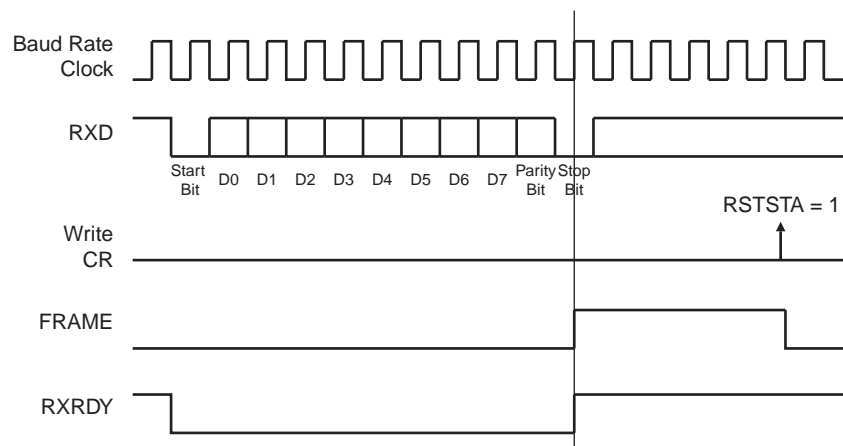 Baud Rate
Clock
RXD
Start
Bit
D0
D1
D2
D3
D4
D5
D6
D7
Parity
Bit
Stop
Bit
RSTSTA = 1
Write
CR
FRAME
RXRDY